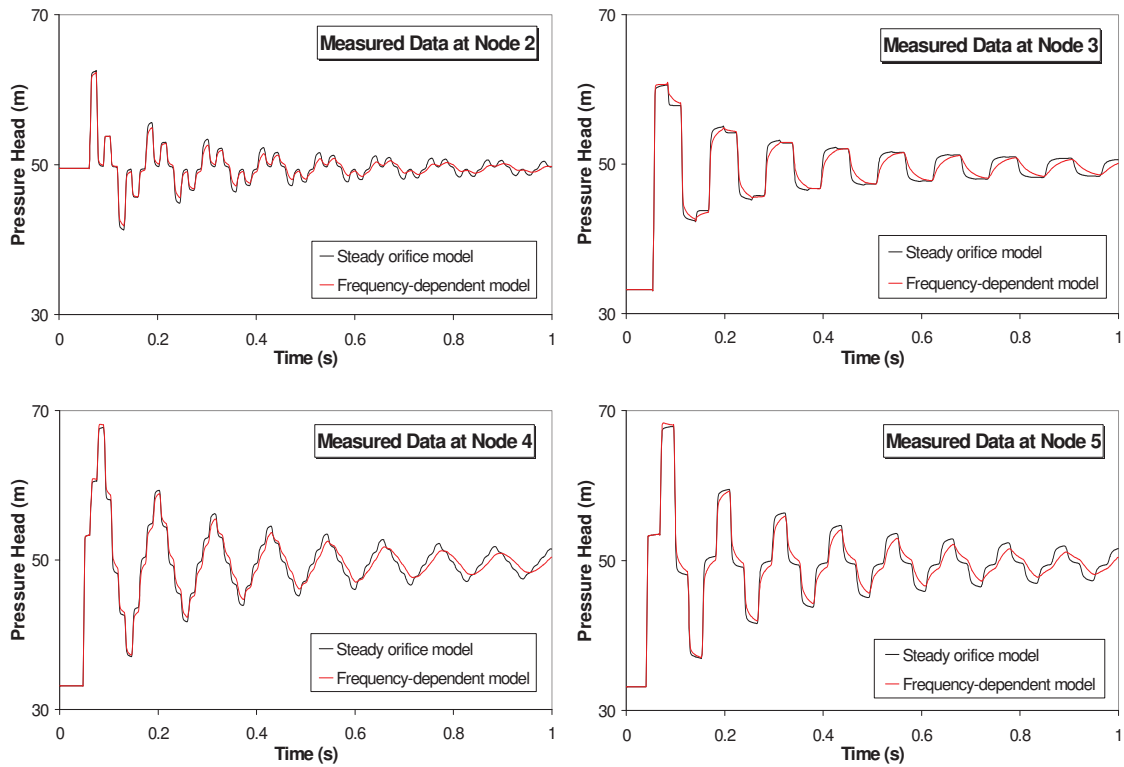 Measured Data at Node 2
Pressure Head (m)
70
50
30
Steady orifice model
Frequency-dependent model
0 0.2 0.4 0.6 0.8 1
Time (s)
Measured Data at Node 3
Pressure Head (m)
70
50
30
Steady orifice model
Frequency-dependent model
0 0.2 0.4 0.6 0.8 1
Time (s)
Measured Data at Node 4
Pressure Head (m)
70
50
30
Steady orifice model
Frequency-dependent model
0 0.2 0.4 0.6 0.8 1
Time (s)
Measured Data at Node 5
Pressure Head (m)
70
50
30
Steady orifice model
Frequency-dependent model
0 0.2 0.4 0.6 0.8 1
Time (s)